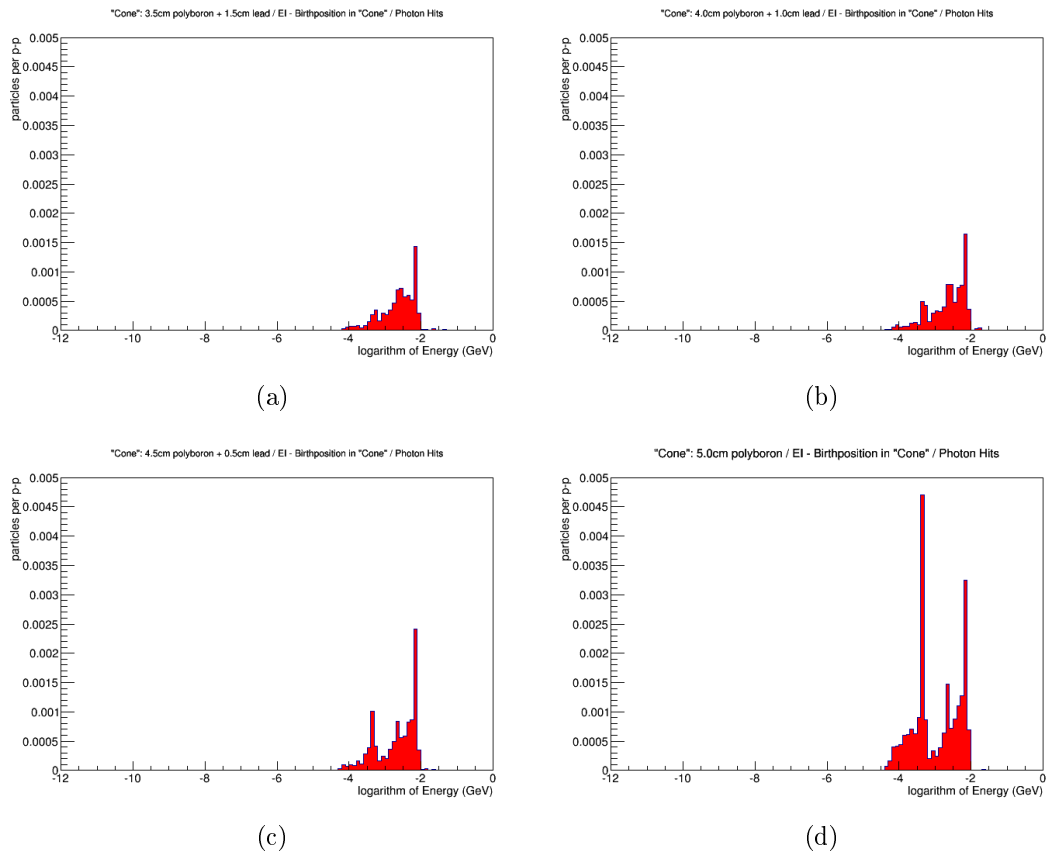 "Cone": 3.5cm polyboron + 1.5cm lead / EI - Birthposition in "Cone" / Photon Hits
particles per p-p
0.005
0.0045
0.004
0.0035
0.003
0.0025
0.002
0.0015
0.001
0.0005
0
-12 -10 -8 -6 -4 -2 0
logarithm of Energy (GeV)
(a)
"Cone": 4.0cm polyboron + 1.0cm lead / EI - Birthposition in "Cone" / Photon Hits
particles per p-p
0.005
0.0045
0.004
0.0035
0.003
0.0025
0.002
0.0015
0.001
0.0005
0
-12 -10 -8 -6 -4 -2 0
logarithm of Energy (GeV)
(b)
"Cone": 4.5cm polyboron + 0.5cm lead / EI - Birthposition in "Cone" / Photon Hits
particles per p-p
0.005
0.0045
0.004
0.0035
0.003
0.0025
0.002
0.0015
0.001
0.0005
0
-12 -10 -8 -6 -4 -2 0
logarithm of Energy (GeV)
(c)
"Cone": 5.0cm polyboron / EI - Birthposition in "Cone" / Photon Hits
particles per p-p
0.005
0.0045
0.004
0.0035
0.003
0.0025
0.002
0.0015
0.001
0.0005
0
-12 -10 -8 -6 -4 -2 0
logarithm of Energy (GeV)
(d)